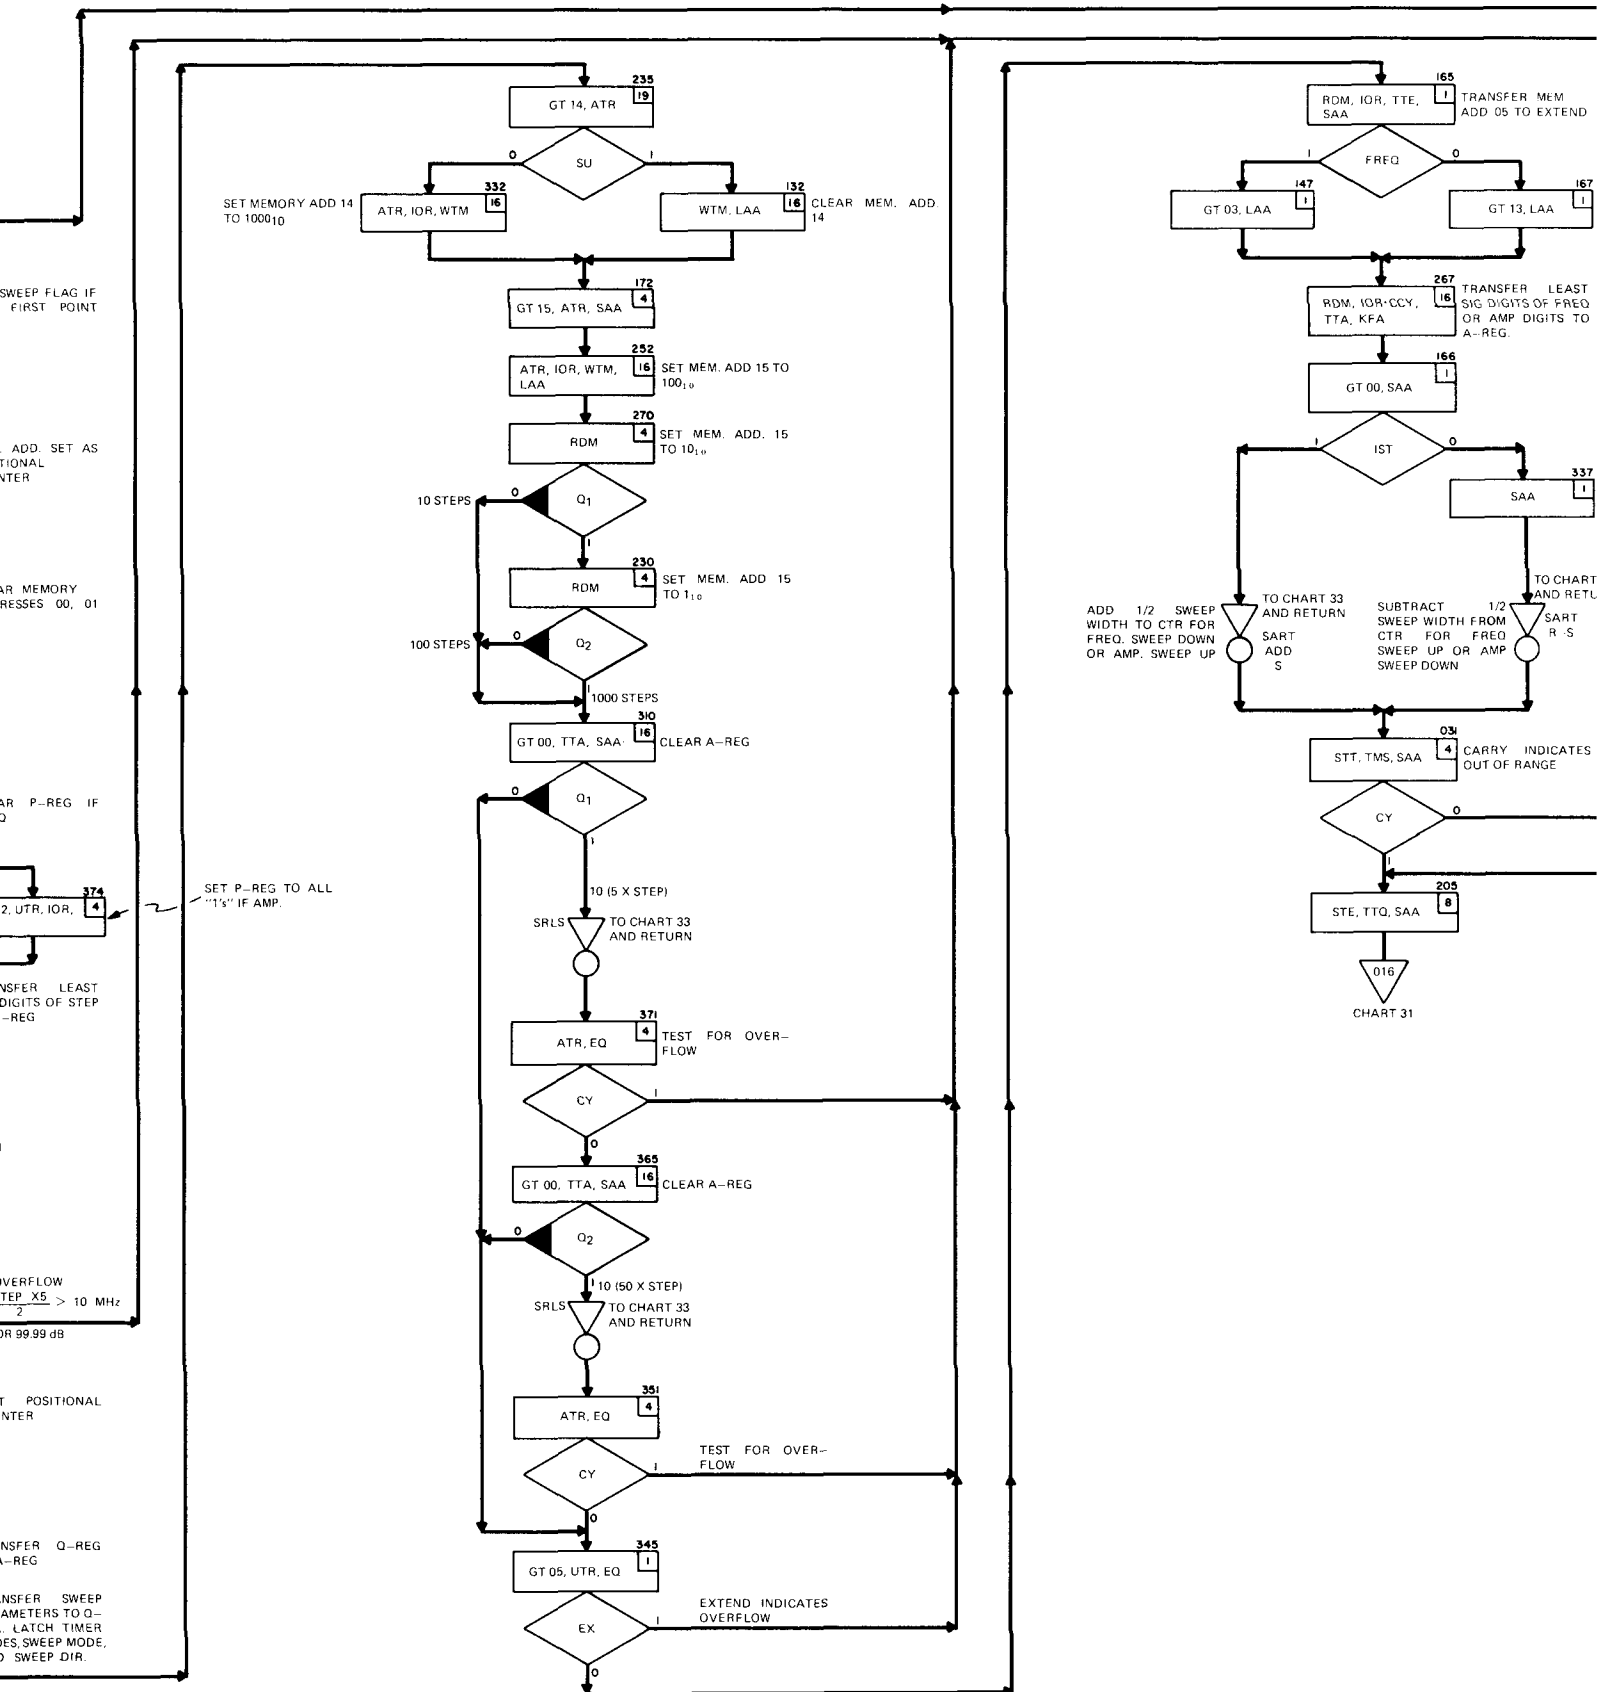 SWEEP FLAG IF
FIRST POINT
ADD. SET AS
TIONAL
NTER
AR MEMORY
RESSES 00, 01
AR P-REG IF
Q
374
2, UTR, IOR,
4
SET P-REG TO ALL
"1's" IF AMP.
NSFER LEAST
DIGITS OF STEP
-REG
OVERFLOW
TEP X5
2
> 10 MHz
OR 99.99 dB
T POSITIONAL
NTER
NSFER Q-REG
A-REG
NSFER SWEEP
AMETERS TO Q-
LATCH TIMER
DES, SWEEP MODE,
D SWEEP DIR.
235
GT 14, ATR
19
0
SU
1
SET MEMORY ADD 14
TO 1000₁₀
332
ATR, IOR, WTM
16
132
WTM, LAA
16
CLEAR MEM. ADD.
14
172
GT 15, ATR, SAA
4
252
ATR, IOR, WTM,
LAA
16
SET MEM. ADD 15 TO
100₁₀
270
RDM
4
SET MEM. ADD. 15
TO 10₁₀
10 STEPS
0
Q₁
1
230
RDM
4
SET MEM. ADD 15
TO 1₁₀
100 STEPS
0
Q₂
1
1000 STEPS
310
GT 00, TTA, SAA
16
CLEAR A-REG
0
Q₁
1
10 (5 X STEP)
SRLS
TO CHART 33
AND RETURN
371
ATR, EQ
4
TEST FOR OVER-
FLOW
CY
1
0
365
GT 00, TTA, SAA
16
CLEAR A-REG
0
Q₂
1
10 (50 X STEP)
SRLS
TO CHART 33
AND RETURN
351
ATR, EQ
4
TEST FOR OVER-
FLOW
CY
1
0
345
GT 05, UTR, EQ
1
EXTEND INDICATES
OVERFLOW
EX
1
0
165
RDM, IOR, TTE,
SAA
1
TRANSFER MEM
ADD 05 TO EXTEND
1
FREQ
0
147
GT 03, LAA
1
167
GT 13, LAA
1
267
RDM, IOR·CCY,
TTA, KFA
16
TRANSFER LEAST
SIG DIGITS OF FREQ
OR AMP DIGITS TO
A-REG.
166
GT 00, SAA
1
1
IST
0
337
SAA
1
ADD 1/2 SWEEP
WIDTH TO CTR FOR
FREQ. SWEEP DOWN
OR AMP. SWEEP UP
TO CHART 33
AND RETURN
SART
ADD
S
SUBTRACT 1/2
SWEEP WIDTH FROM
CTR FOR FREQ
SWEEP UP OR AMP
SWEEP DOWN
TO CHART
AND RETU
SART
R -S
031
STT, TMS, SAA
4
CARRY INDICATES
OUT OF RANGE
CY
0
1
205
STE, TTQ, SAA
8
016
CHART 31